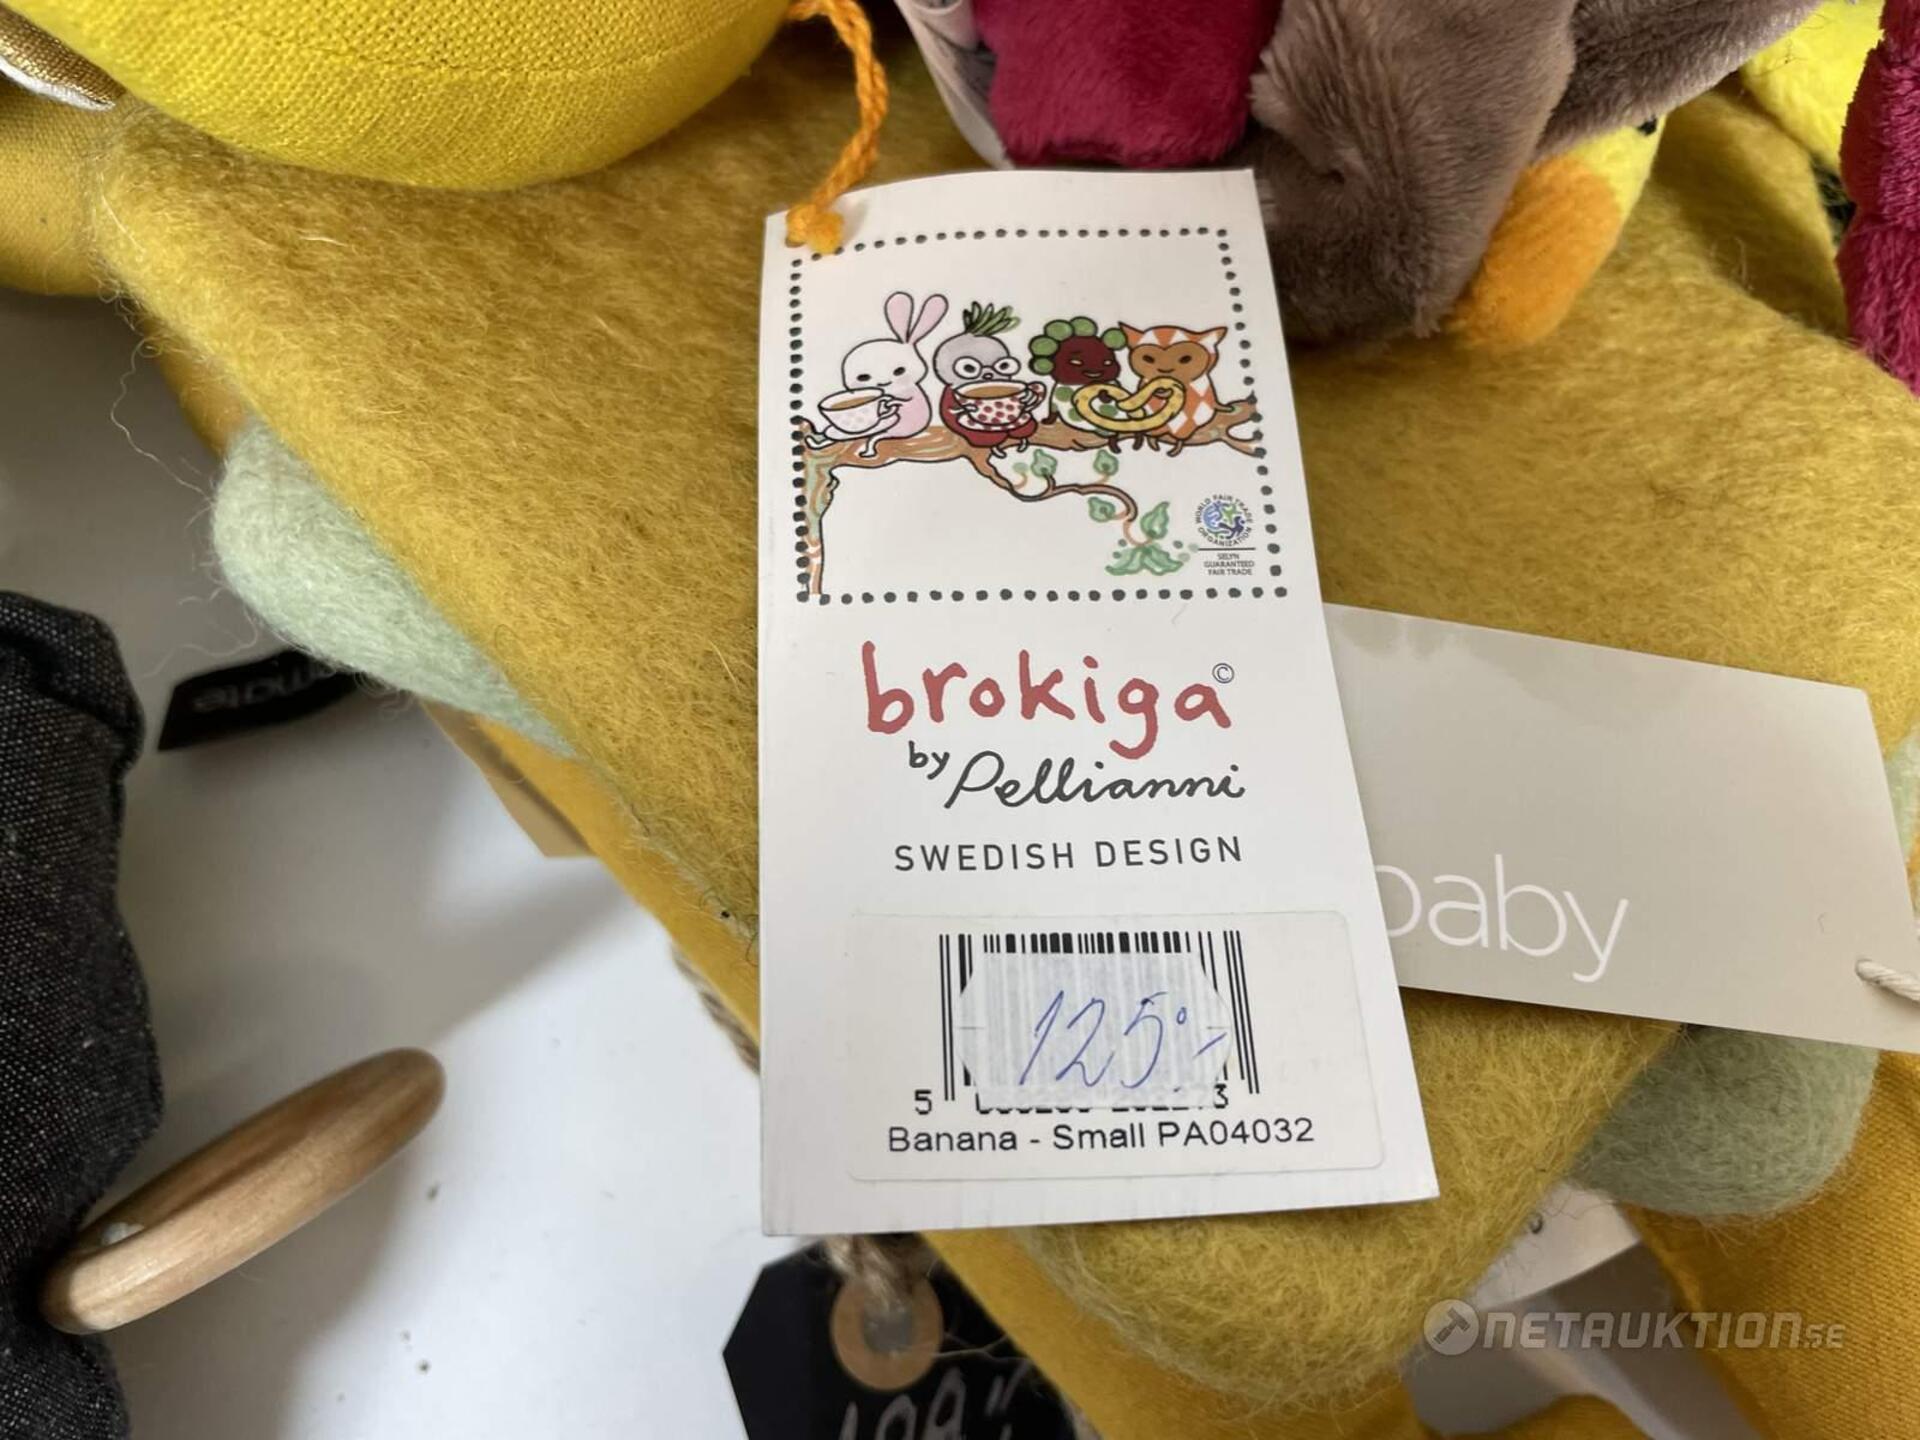 WORLD FAIR TRADE ORGANIZATION
SELYN
GUARANTEED
FAIR TRADE
brokiga©
by Pellianni
SWEDISH DESIGN
125:-
5
Banana - Small PA04032
baby
NETAUKTION.SE